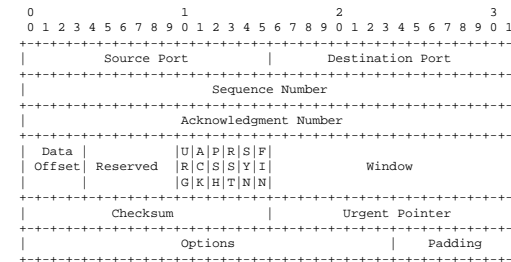 0                   1                   2                   3
0 1 2 3 4 5 6 7 8 9 0 1 2 3 4 5 6 7 8 9 0 1 2 3 4 5 6 7 8 9 0 1
+-+-+-+-+-+-+-+-+-+-+-+-+-+-+-+-+-+-+-+-+-+-+-+-+-+-+-+-+-+-+-+-
|          Source Port          |       Destination Port
+-+-+-+-+-+-+-+-+-+-+-+-+-+-+-+-+-+-+-+-+-+-+-+-+-+-+-+-+-+-+-+-
|                        Sequence Number
+-+-+-+-+-+-+-+-+-+-+-+-+-+-+-+-+-+-+-+-+-+-+-+-+-+-+-+-+-+-+-+-
|                    Acknowledgment Number
+-+-+-+-+-+-+-+-+-+-+-+-+-+-+-+-+-+-+-+-+-+-+-+-+-+-+-+-+-+-+-+-
|  Data |           |U|A|P|R|S|F|
| Offset| Reserved  |R|C|S|S|Y|I|            Window
|       |           |G|K|H|T|N|N|
+-+-+-+-+-+-+-+-+-+-+-+-+-+-+-+-+-+-+-+-+-+-+-+-+-+-+-+-+-+-+-+-
|           Checksum            |         Urgent Pointer
+-+-+-+-+-+-+-+-+-+-+-+-+-+-+-+-+-+-+-+-+-+-+-+-+-+-+-+-+-+-+-+-
|                    Options                    |    Padding
+-+-+-+-+-+-+-+-+-+-+-+-+-+-+-+-+-+-+-+-+-+-+-+-+-+-+-+-+-+-+-+-